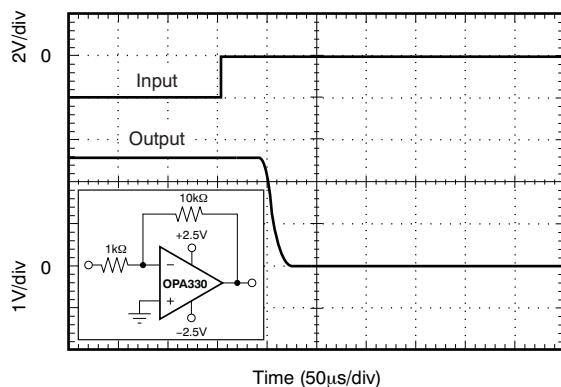 2V/div
0
Input
Output
10kΩ
1kΩ
+2.5V
−
OPA330
+
−2.5V
0
1V/div
Time (50μs/div)